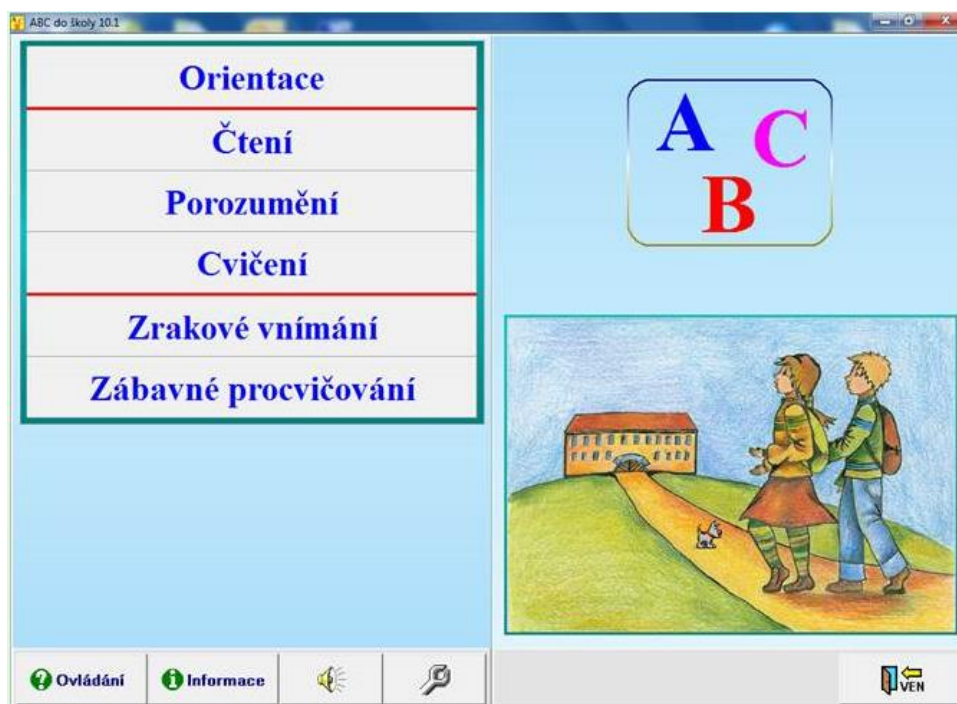 ABC do školy 10.1
Orientace
Čtení
Porozumění
Cvičení
Zrakové vnímání
Zábavné procvičování
A C
B
Ovládání
Informace
VEN